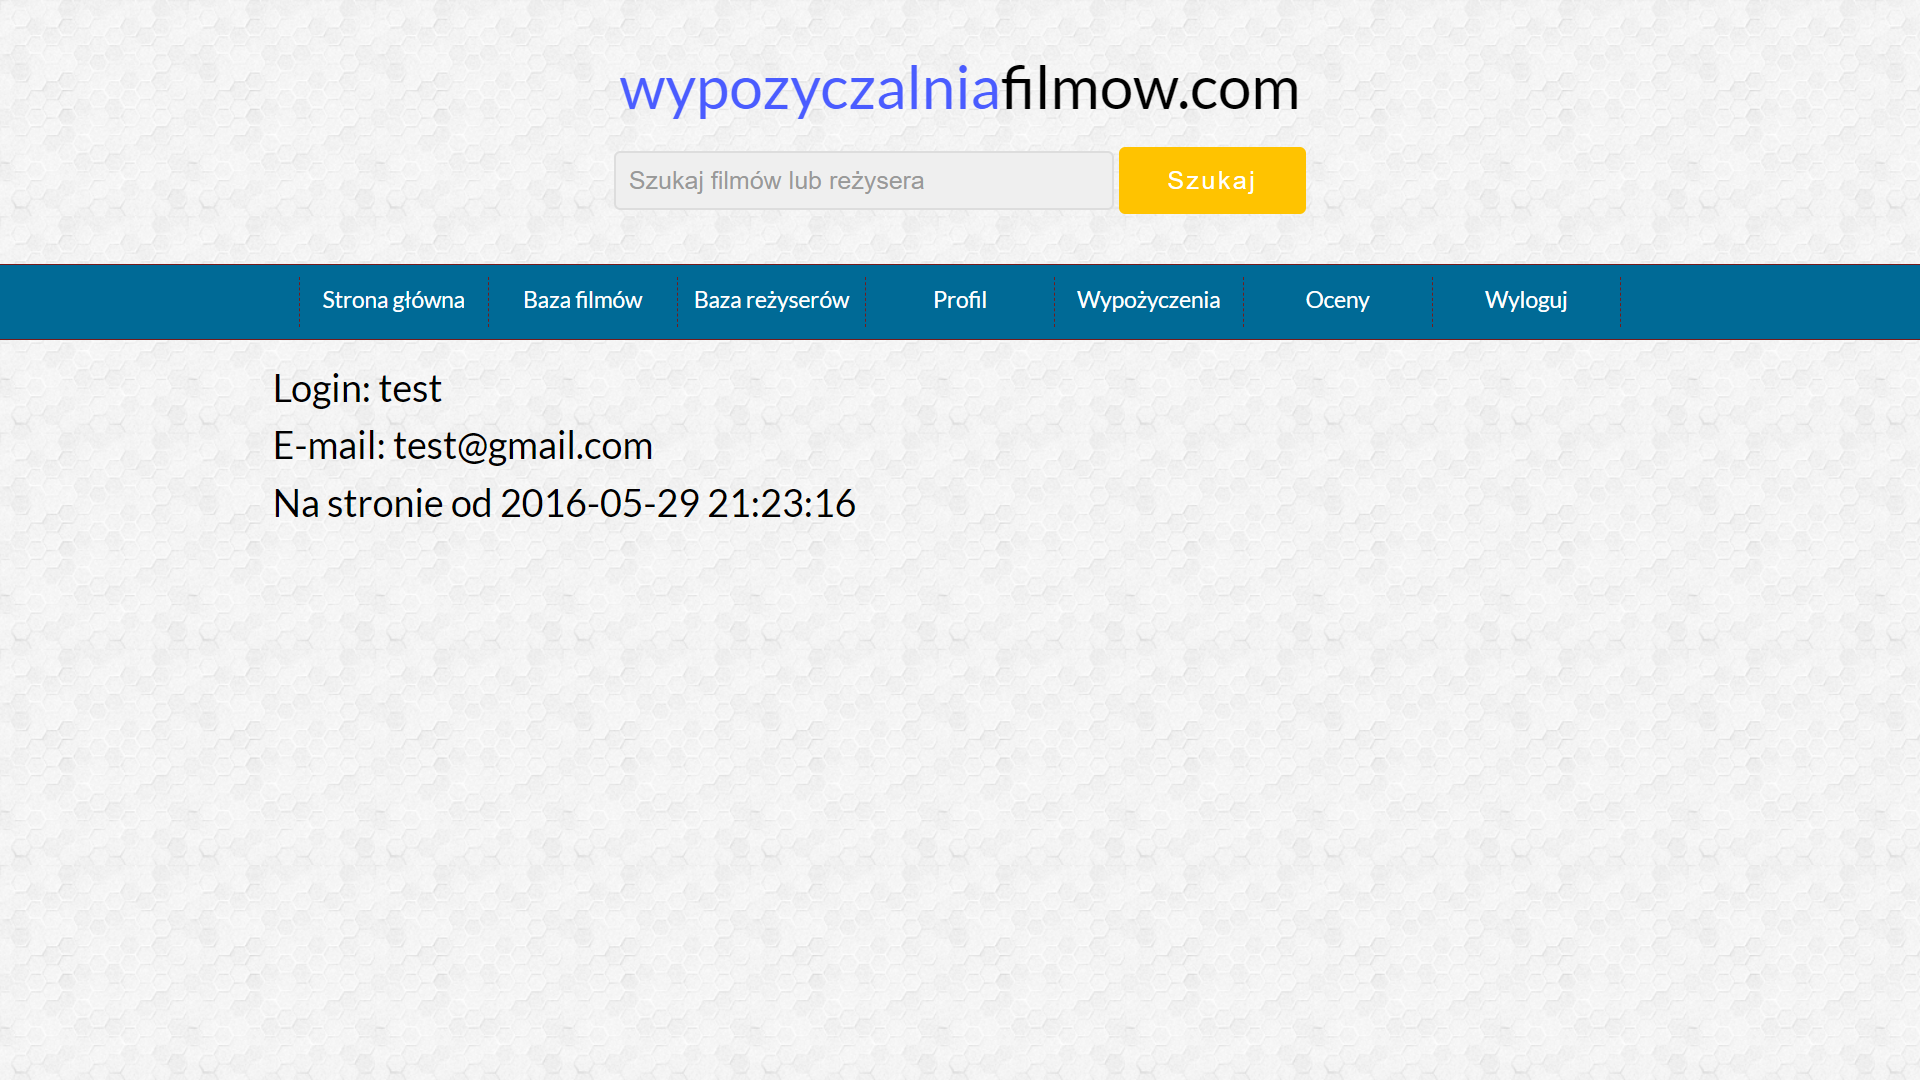 wypozyczalniafilmow.com
Szukaj filmów lub reżysera
Szukaj
Strona główna
Baza filmów
Baza reżyserów
Profil
Wypożyczenia
Oceny
Wyloguj
Login: test
E-mail: test@gmail.com
Na stronie od 2016-05-29 21:23:16